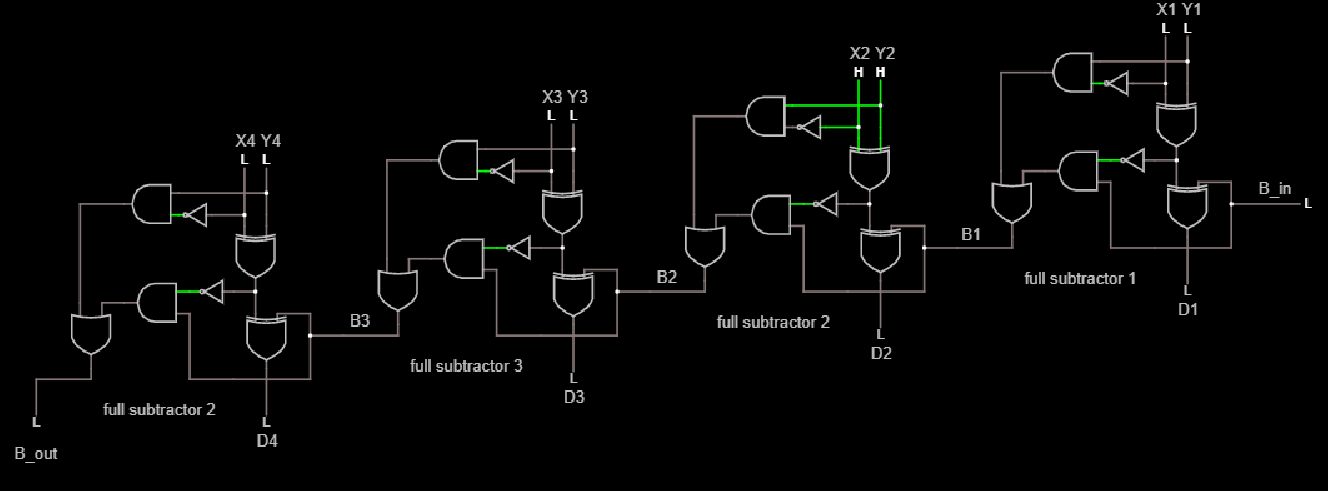 X1 Y1
L L
X2 Y2
H H
X3 Y3
L L
X4 Y4
L L
B_in
L
B1
full subtractor 1
L
D1
B2
full subtractor 2
L
D2
B3
full subtractor 3
L
D3
full subtractor 2
L
D4
L
B_out